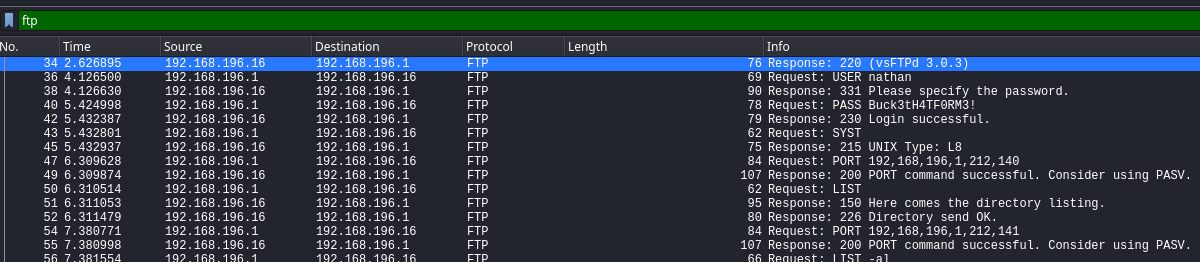 ftp
No. Time Source Destination Protocol Length Info
34 2.626895 192.168.196.16 192.168.196.1 FTP 76 Response: 220 (vsFTPd 3.0.3)
36 4.126500 192.168.196.1 192.168.196.16 FTP 69 Request: USER nathan
38 4.126630 192.168.196.16 192.168.196.1 FTP 90 Response: 331 Please specify the password.
40 5.424998 192.168.196.1 192.168.196.16 FTP 78 Request: PASS Buck3tH4TF0RM3!
42 5.432387 192.168.196.16 192.168.196.1 FTP 79 Response: 230 Login successful.
43 5.432801 192.168.196.1 192.168.196.16 FTP 62 Request: SYST
45 5.432937 192.168.196.16 192.168.196.1 FTP 75 Response: 215 UNIX Type: L8
47 6.309628 192.168.196.1 192.168.196.16 FTP 84 Request: PORT 192,168,196,1,212,140
49 6.309874 192.168.196.16 192.168.196.1 FTP 107 Response: 200 PORT command successful. Consider using PASV.
50 6.310514 192.168.196.1 192.168.196.16 FTP 62 Request: LIST
51 6.311053 192.168.196.16 192.168.196.1 FTP 95 Response: 150 Here comes the directory listing.
52 6.311479 192.168.196.16 192.168.196.1 FTP 80 Response: 226 Directory send OK.
54 7.380771 192.168.196.1 192.168.196.16 FTP 84 Request: PORT 192,168,196,1,212,141
55 7.380998 192.168.196.16 192.168.196.1 FTP 107 Response: 200 PORT command successful. Consider using PASV.
56 7.381554 192.168.196.1 192.168.196.16 FTP 66 Request: LIST -al